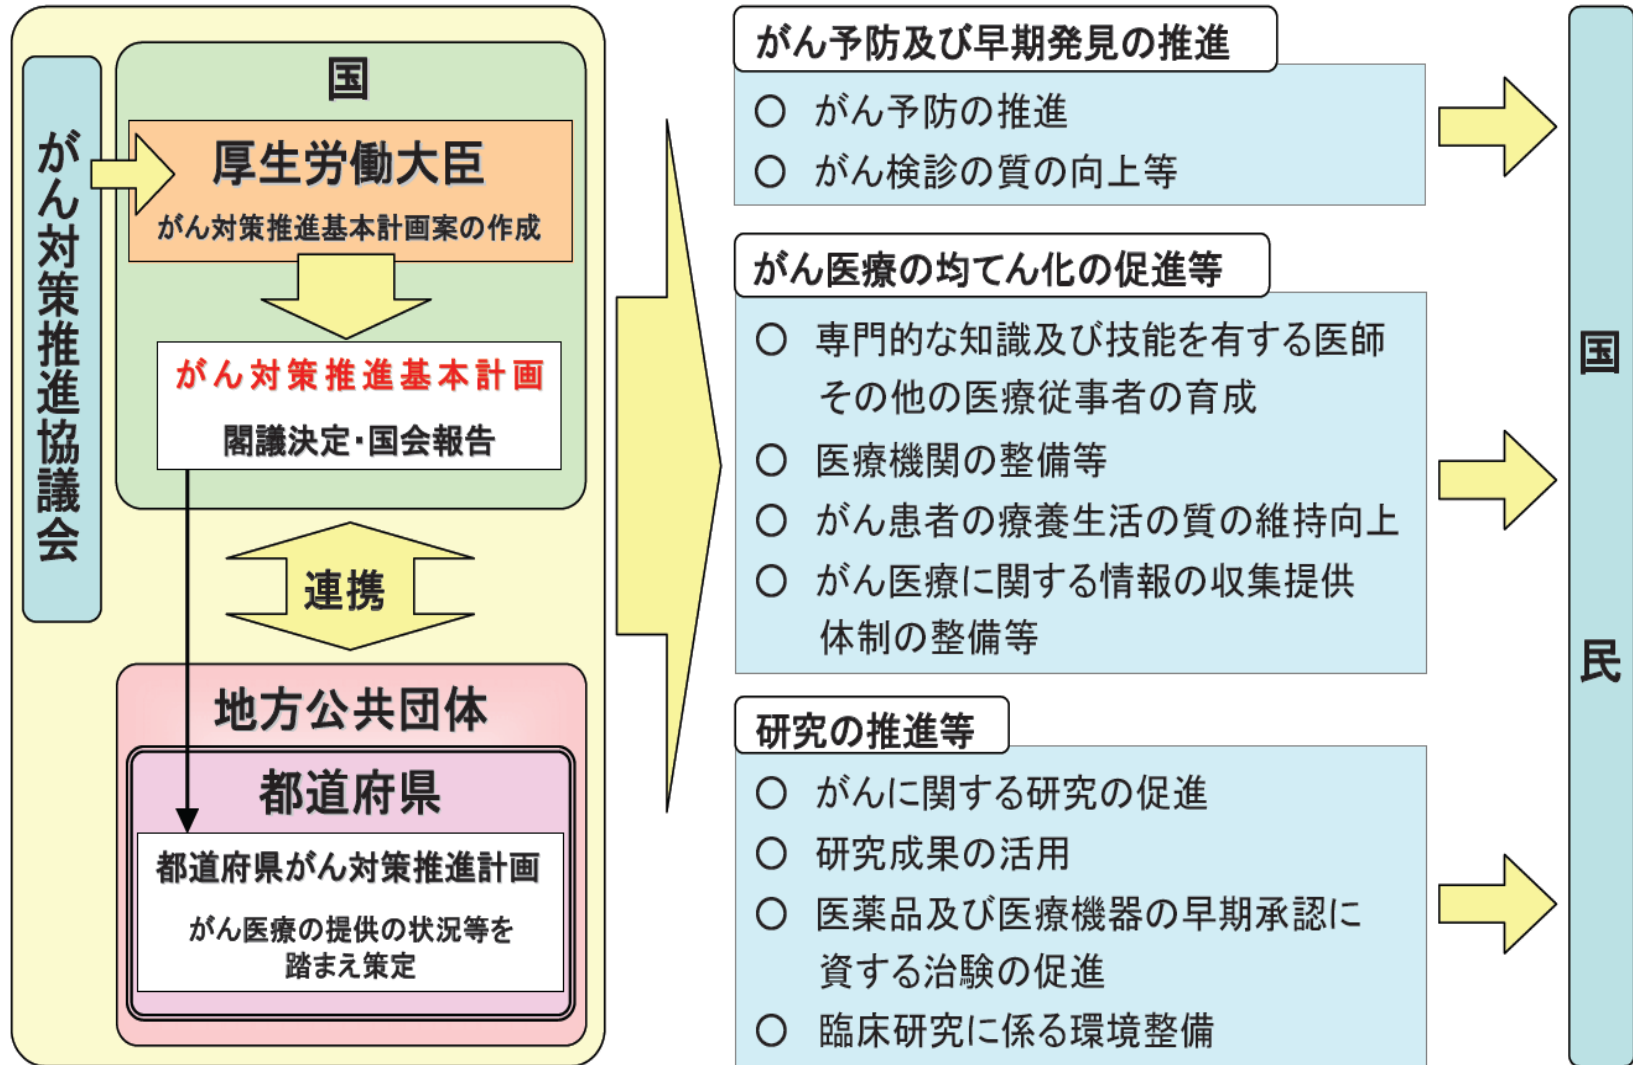 がん対策推進協議会
国
厚生労働大臣
がん対策推進基本計画案の作成
がん対策推進基本計画
閣議決定・国会報告
連携
地方公共団体
都道府県
都道府県がん対策推進計画
がん医療の提供の状況等を
踏まえ策定
がん予防及び早期発見の推進
○ がん予防の推進
○ がん検診の質の向上等
がん医療の均てん化の促進等
○ 専門的な知識及び技能を有する医師
その他の医療従事者の育成
○ 医療機関の整備等
○ がん患者の療養生活の質の維持向上
○ がん医療に関する情報の収集提供
体制の整備等
研究の推進等
○ がんに関する研究の促進
○ 研究成果の活用
○ 医薬品及び医療機器の早期承認に
資する治験の促進
○ 臨床研究に係る環境整備
国民